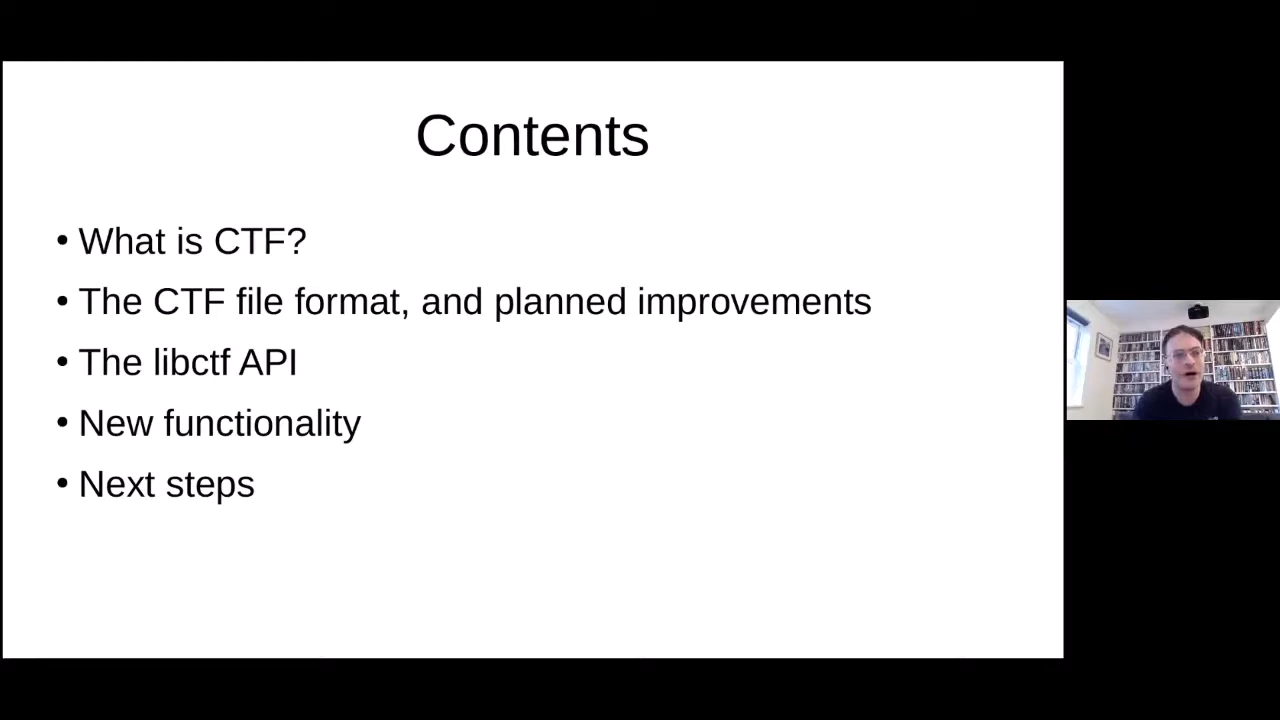 Contents
• What is CTF?
• The CTF file format, and planned improvements
• The libctf API
• New functionality
• Next steps